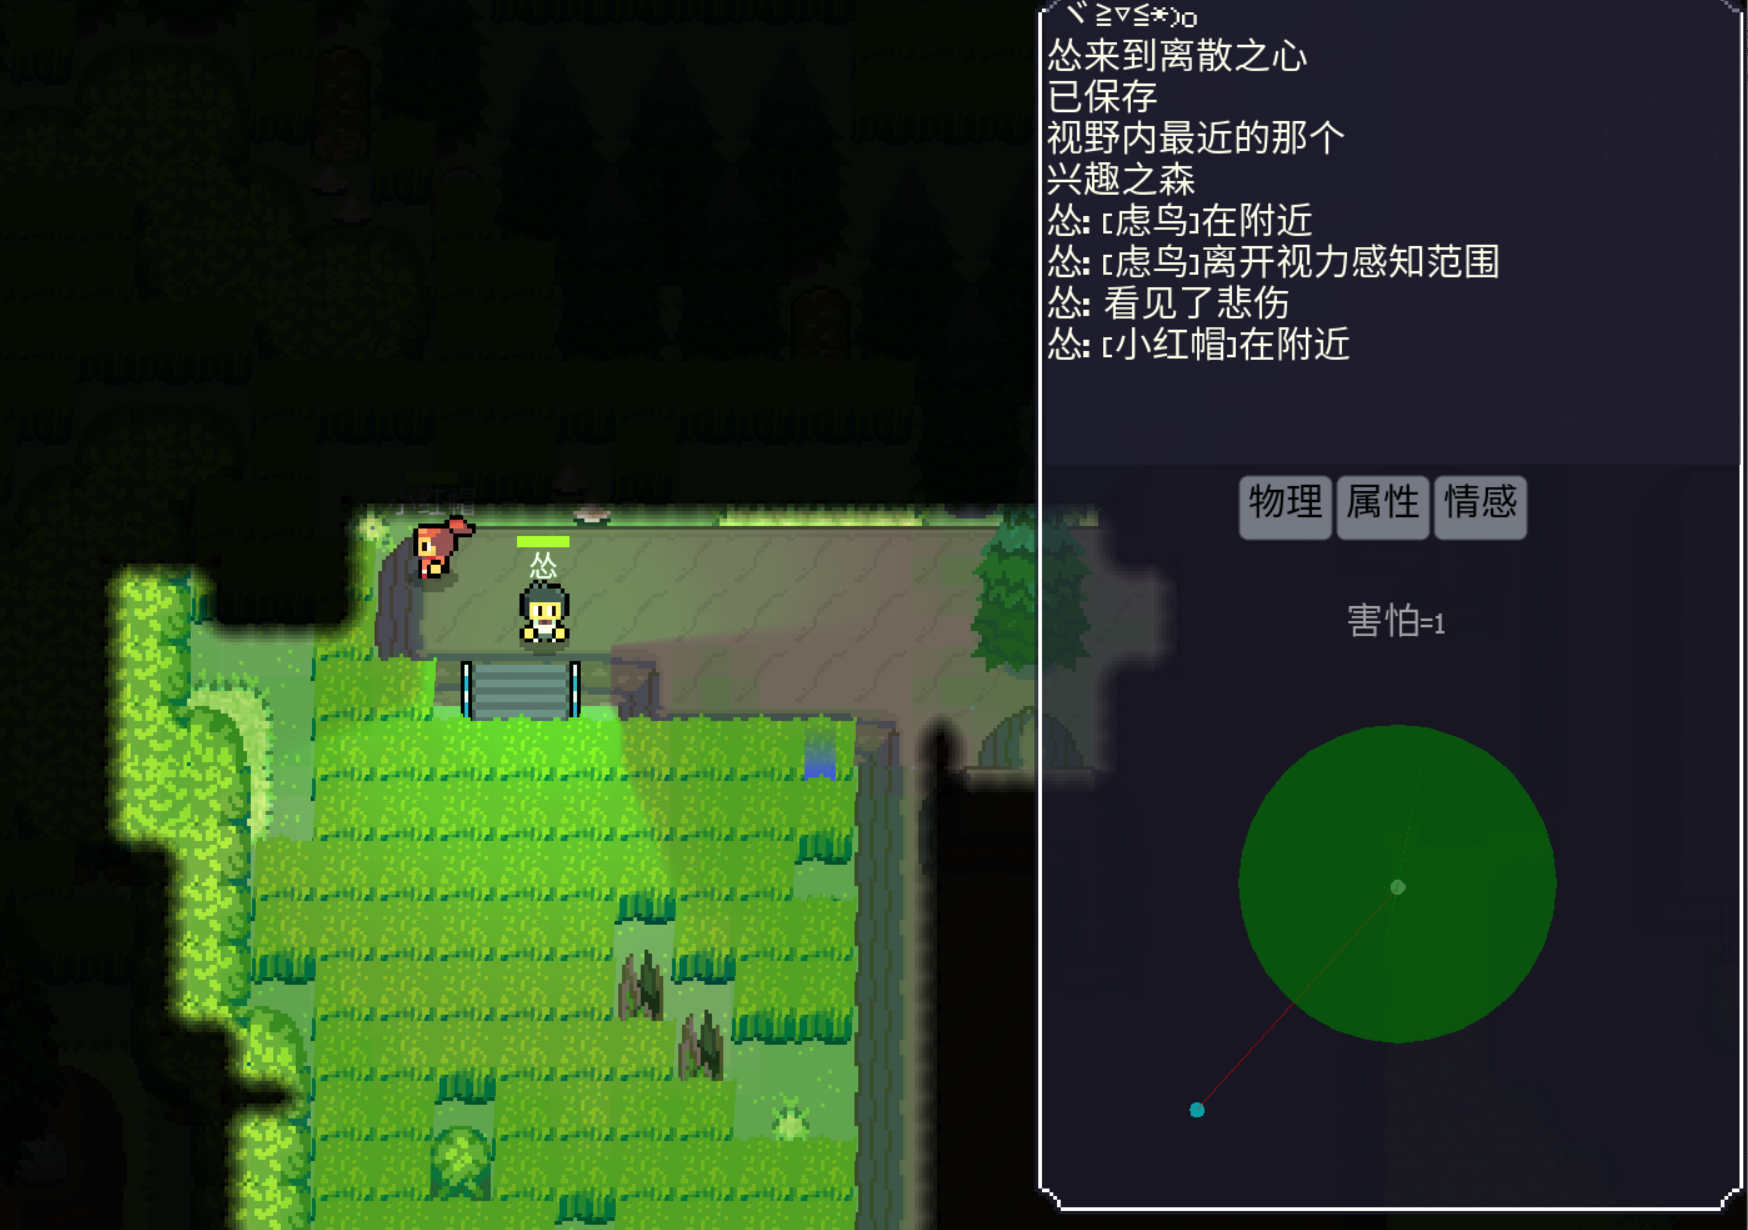 ヾ≧▽≦*)o
怂来到离散之心
已保存
视野内最近的那个
兴趣之森
怂: [虑鸟]在附近
怂: [虑鸟]离开视力感知范围
怂: 看见了悲伤
怂: [小红帽]在附近
物理 属性 情感
小红帽
怂
害怕=1